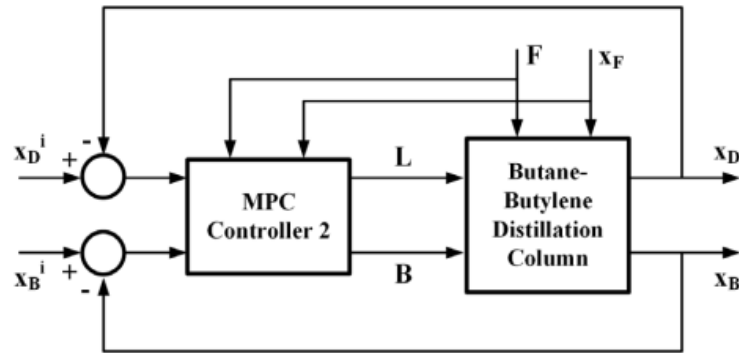 F
x_F
x_D^i
-
+
MPC
Controller 2
L
B
Butane-
Butylene
Distillation
Column
x_D
x_B^i
+
-
x_B